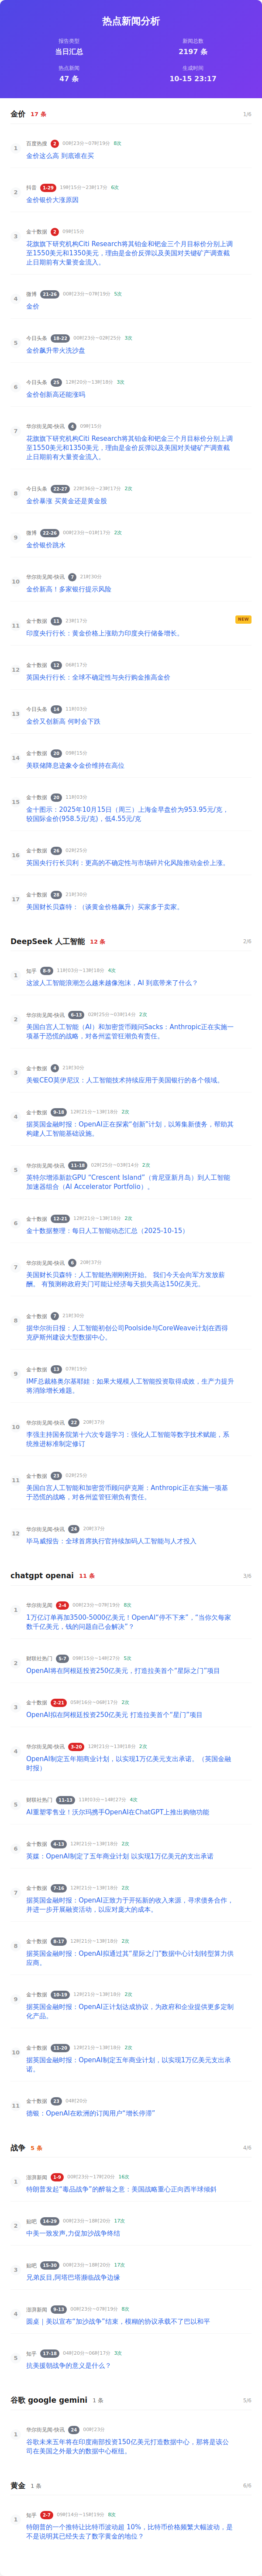 热点新闻分析
报告类型
当日汇总
新闻总数
2197 条
热点新闻
47 条
生成时间
10-15 23:17
金价 17 条 1/6
1 百度热搜 2 00时23分~07时19分 8次
金价这么高 到底谁在买
2 抖音 1-29 19时15分~23时17分 6次
金价银价大涨原因
3 金十数据 2 09时15分
花旗旗下研究机构Citi Research将其铂金和钯金三个月目标价分别上调
至1550美元和1350美元，理由是金价反弹以及美国对关键矿产调查截
止日期前有大量资金流入。
4 微博 21-26 00时23分~07时19分 5次
金价
5 今日头条 18-22 00时23分~02时25分 3次
金价飙升带火洗沙盘
6 今日头条 25 12时20分~13时18分 3次
金价创新高还能涨吗
7 华尔街见闻-快讯 4 09时15分
花旗旗下研究机构Citi Research将其铂金和钯金三个月目标价分别上调
至1550美元和1350美元，理由是金价反弹以及美国对关键矿产调查截
止日期前有大量资金流入。
8 今日头条 22-27 22时36分~23时17分 2次
金价暴涨 买黄金还是黄金股
9 微博 22-26 00时23分~01时17分 2次
金价银价跳水
10 华尔街见闻-快讯 7 21时30分
金价新高！多家银行提示风险
11 金十数据 11 23时17分 NEW
印度央行行长：黄金价格上涨助力印度央行储备增长。
12 金十数据 12 06时17分
英国央行行长：全球不确定性与央行购金推高金价
13 今日头条 14 11时03分
金价又创新高 何时会下跌
14 金十数据 20 09时15分
美联储降息迹象令金价维持在高位
15 金十数据 20 11时03分
金十图示：2025年10月15日（周三）上海金早盘价为953.95元/克，
较国际金价(958.5元/克)，低4.55元/克
16 金十数据 26 02时25分
英国央行行长贝利：更高的不确定性与市场碎片化风险推动金价上涨。
17 金十数据 28 21时30分
美国财长贝森特：（谈黄金价格飙升）买家多于卖家。
DeepSeek 人工智能 12 条 2/6
1 知乎 8-9 11时03分~13时18分 4次
这波人工智能浪潮怎么越来越像泡沫，AI 到底带来了什么？
2 华尔街见闻-快讯 6-13 02时25分~03时14分 2次
美国白宫人工智能（AI）和加密货币顾问Sacks：Anthropic正在实施一
项基于恐慌的战略，对各州监管狂潮负有责任。
3 金十数据 4 21时30分
美银CEO莫伊尼汉：人工智能技术持续应用于美国银行的各个领域。
4 金十数据 9-18 12时21分~13时18分 2次
据英国金融时报：OpenAI正在探索“创新”计划，以筹集新债务，帮助其
构建人工智能基础设施。
5 华尔街见闻-快讯 11-18 02时25分~03时14分 2次
英特尔增添新款GPU “Crescent Island”（肯尼亚新月岛）到人工智能
加速器组合（AI Accelerator Portfolio）。
6 金十数据 12-21 12时21分~13时18分 2次
金十数据整理：每日人工智能动态汇总（2025-10-15）
7 华尔街见闻-快讯 6 20时37分
美国财长贝森特：人工智能热潮刚刚开始。 我们今天会向军方发放薪
酬。 有预测称政府关门可能让经济每天损失高达150亿美元。
8 金十数据 7 21时30分
据华尔街日报：人工智能初创公司Poolside与CoreWeave计划在西得
克萨斯州建设大型数据中心。
9 金十数据 13 07时19分
IMF总裁格奥尔基耶娃：如果大规模人工智能投资取得成效，生产力提升
将消除增长难题。
10 华尔街见闻-快讯 22 20时37分
李强主持国务院第十六次专题学习：强化人工智能等数字技术赋能，系
统推进标准制定修订
11 金十数据 23 02时25分
美国白宫人工智能和加密货币顾问萨克斯：Anthropic正在实施一项基
于恐慌的战略，对各州监管狂潮负有责任。
12 华尔街见闻-快讯 24 20时37分
毕马威报告：全球首席执行官持续加码人工智能与人才投入
chatgpt openai 11 条 3/6
1 华尔街见闻 2-4 00时23分~07时19分 8次
1万亿订单再加3500-5000亿美元！OpenAI“停不下来”，“当你欠每家
数千亿美元，钱的问题自己会解决”？
2 财联社热门 5-7 09时15分~14时27分 5次
OpenAI将在阿根廷投资250亿美元，打造拉美首个“星际之门”项目
3 金十数据 2-21 05时16分~06时17分 2次
OpenAI拟在阿根廷投资250亿美元 打造拉美首个“星门”项目
4 华尔街见闻-快讯 3-20 12时21分~13时18分 2次
OpenAI制定五年期商业计划，以实现1万亿美元支出承诺。（英国金融
时报）
5 财联社热门 11-13 11时03分~14时27分 4次
AI重塑零售业！沃尔玛携手OpenAI在ChatGPT上推出购物功能
6 金十数据 4-13 12时21分~13时18分 2次
英媒：OpenAI制定了五年商业计划 以实现1万亿美元的支出承诺
7 金十数据 7-16 12时21分~13时18分 2次
据英国金融时报：OpenAI正致力于开拓新的收入来源，寻求债务合作，
并进一步开展融资活动，以应对庞大的成本。
8 金十数据 9-17 12时21分~13时18分 2次
据英国金融时报：OpenAI拟通过其“星际之门”数据中心计划转型算力供
应商。
9 金十数据 10-19 12时21分~13时18分 2次
据英国金融时报：OpenAI正计划达成协议，为政府和企业提供更多定制
化产品。
10 金十数据 11-20 12时21分~13时18分 2次
据英国金融时报：OpenAI制定五年商业计划，以实现1万亿美元支出承
诺。
11 金十数据 23 04时20分
德银：OpenAI在欧洲的订阅用户“增长停滞”
战争 5 条 4/6
1 澎湃新闻 1-9 00时23分~17时20分 16次
特朗普发起“毒品战争”的醉翁之意：美国战略重心正向西半球倾斜
2 贴吧 14-29 00时23分~18时20分 17次
中美一致发声,力促加沙战争终结
3 贴吧 15-30 00时23分~18时20分 17次
兄弟反目,阿塔巴塔濒临战争边缘
4 澎湃新闻 9-13 00时23分~07时19分 8次
圆桌｜美以宣布“加沙战争”结束，模糊的协议承载不了巴以和平
5 知乎 17-18 04时20分~06时17分 3次
抗美援朝战争的意义是什么？
谷歌 google gemini 1 条 5/6
1 华尔街见闻-快讯 24 00时23分
谷歌未来五年将在印度南部投资150亿美元打造数据中心，那将是该公
司在美国之外最大的数据中心枢纽。
黄金 1 条 6/6
1 知乎 2-7 09时14分~15时19分 8次
特朗普的一个推特让比特币波动超 10%，比特币价格频繁大幅波动，是
不是说明其已经失去了数字黄金的地位？